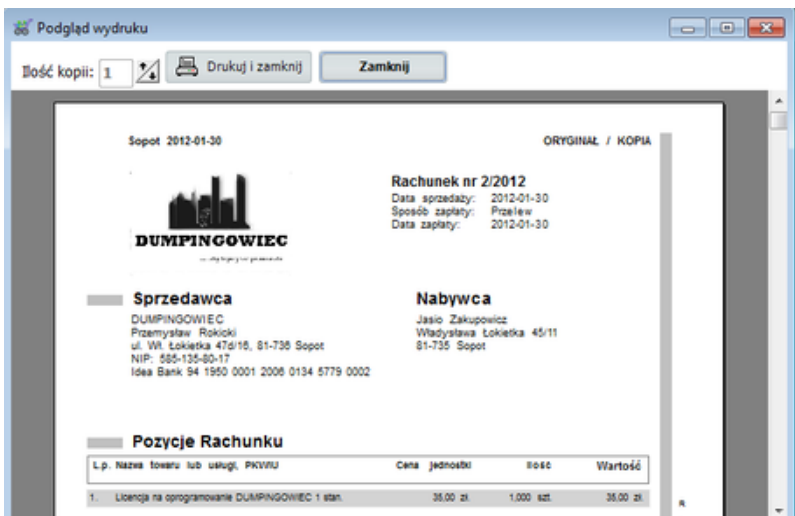 Podgląd wydruku
Ilość kopii: 1 Drukuj i zamknij Zamknij
Sopot 2012-01-30 ORYGINAŁ / KOPIA
Rachunek nr 2/2012
Data sprzedaży: 2012-01-30
Sposób zapłaty: Przelew
Data zapłaty: 2012-01-30
DUMPINGOWIEC
Sprzedawca
DUMPINGOWIEC
Przemysław Rokicki
ul. Wł. Łokietka 47d/16, 81-736 Sopot
NIP: 585-135-80-17
Idea Bank 94 1950 0001 2006 0134 5779 0002
Nabywca
Jasio Zakupowicz
Władysława Łokietka 45/11
81-735 Sopot
Pozycje Rachunku
L.p. Nazwa towaru lub usługi, PKWIU Cena jednostki Ilość Wartość
1. Licencja na oprogramowanie DUMPINGOWIEC 1 stan. 35,00 zł. 1,000 szt. 35,00 zł.